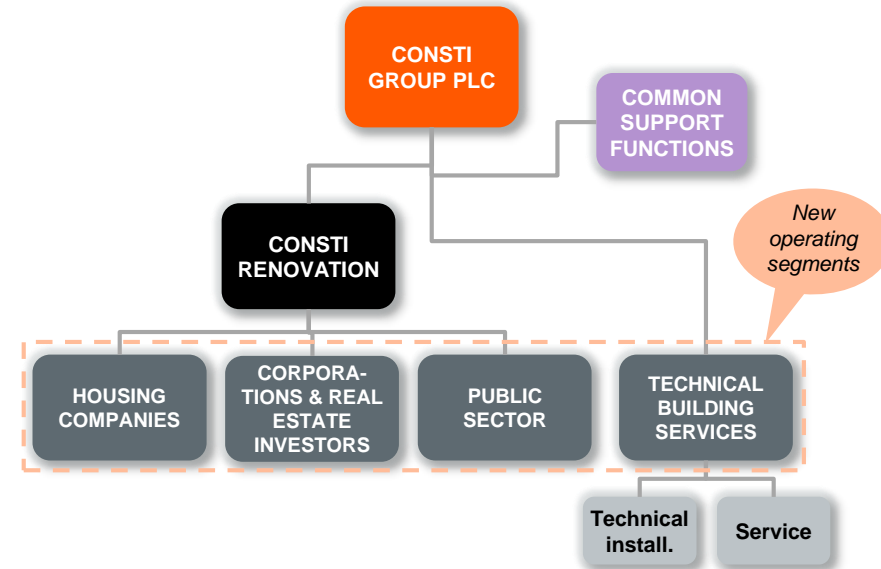 CONSTI
GROUP PLC
COMMON
SUPPORT
FUNCTIONS
New
operating
segments
CONSTI
RENOVATION
HOUSING
COMPANIES
CORPORA-
TIONS & REAL
ESTATE
INVESTORS
PUBLIC
SECTOR
TECHNICAL
BUILDING
SERVICES
Technical
install.
Service